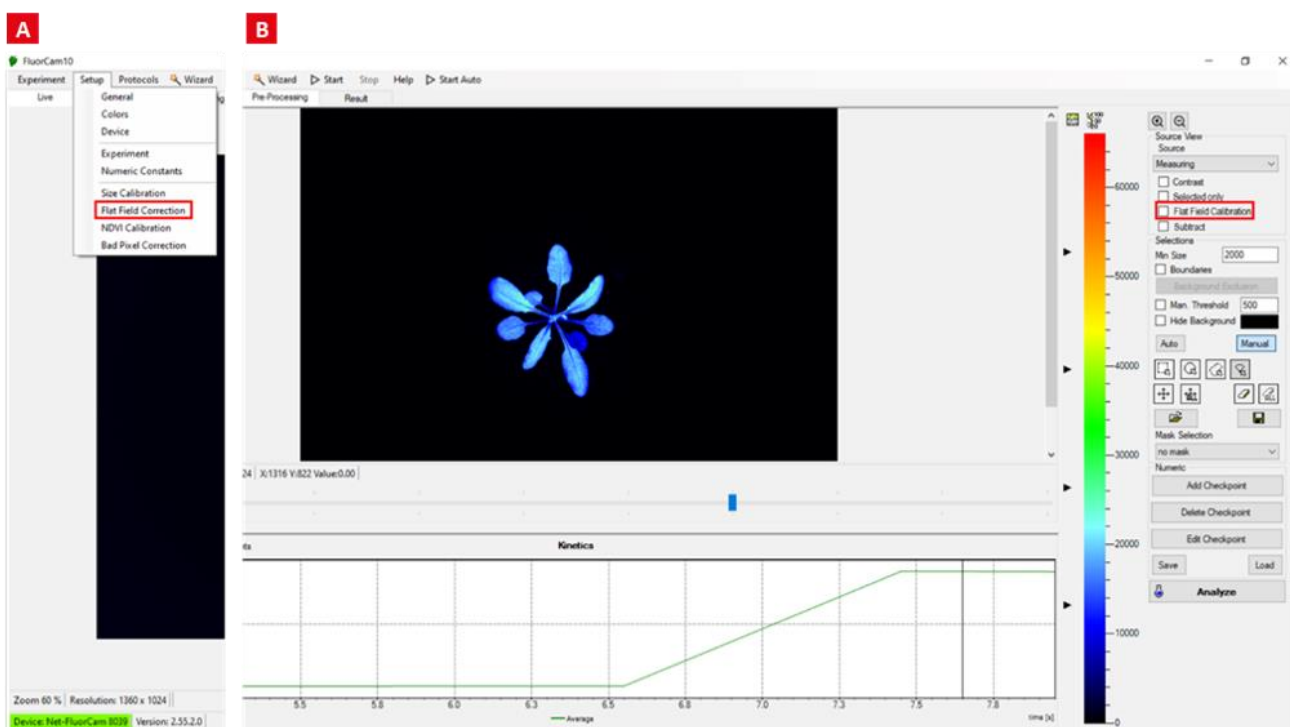 A
B
FluorCam10
Experiment Setup Protocols Wizard
Live
General
Colors
Device
Experiment
Numeric Constants
Size Calibration
Flat Field Correction
NDVI Calibration
Bad Pixel Correction
Zoom 60 % Resolution: 1360 x 1024
Device: Net-FluorCam 8039 Version: 2.55.2.0
Wizard Start Stop Help Start Auto
Pre-Processing Result
24 X:1316 Y:822 Value:0.00
Kinetics
5.5 5.8 6.0 6.3 6.5 6.8 7.0 7.3 7.5 7.8
Average
time [s]
60000
50000
40000
30000
20000
10000
0
Source View
Source
Measuring
Contrast
Selected only
Flat Field Calibration
Subtract
Selections
Min Size 2000
Boundaries
Background Exclusion
Man. Threshold 500
Hide Background
Auto Manual
Mask Selection
no mask
Numeric
Add Checkpoint
Delete Checkpoint
Edit Checkpoint
Save Load
Analyze